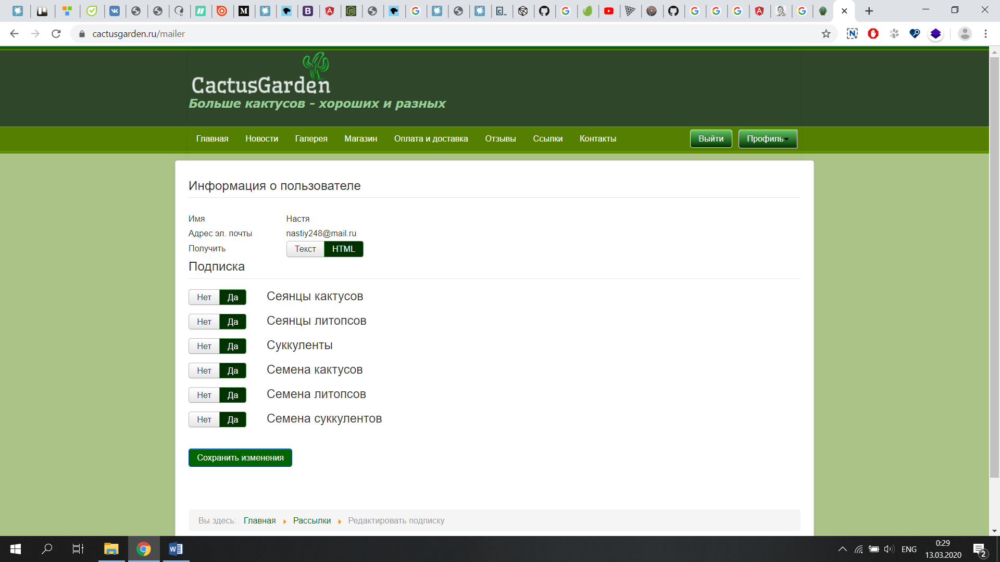 cactusgarden.ru/mailer
CactusGarden
Больше кактусов - хороших и разных
Главная Новости Галерея Магазин Оплата и доставка Отзывы Ссылки Контакты Выйти Профиль
Информация о пользователе
Имя Настя
Адрес эл. почты nastiy248@mail.ru
Получить Текст HTML
Подписка
Нет Да Сеянцы кактусов
Нет Да Сеянцы литопсов
Нет Да Суккуленты
Нет Да Семена кактусов
Нет Да Семена литопсов
Нет Да Семена суккулентов
Сохранить изменения
Вы здесь: Главная Рассылки Редактировать подписку
ENG
0:29
13.03.2020
2